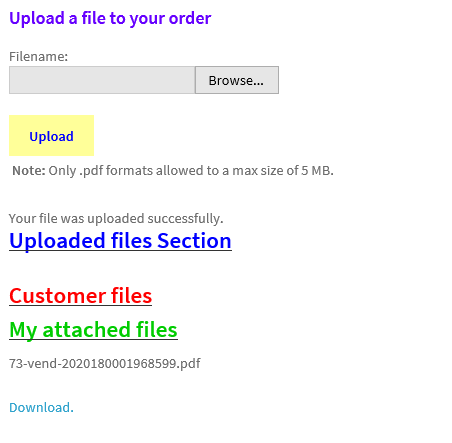 Upload a file to your order
Filename:
Browse...
Upload
Note: Only .pdf formats allowed to a max size of 5 MB.
Your file was uploaded successfully.
Uploaded files Section
Customer files
My attached files
73-vend-2020180001968599.pdf
Download.